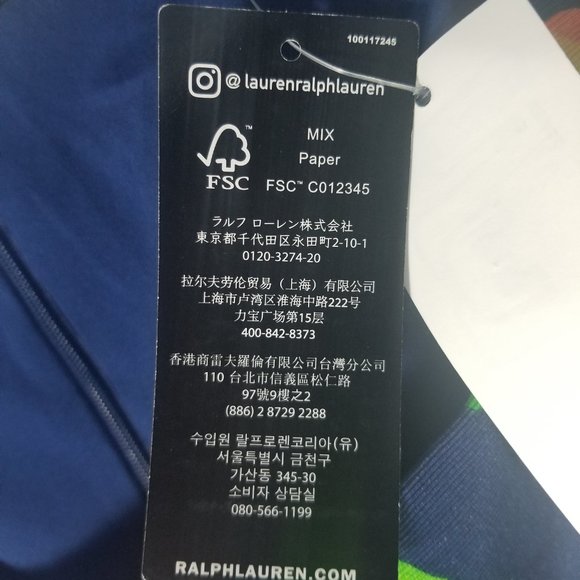 100117245
@ laurenralphlauren
FSC™
MIX
Paper
FSC™ C012345
ラルフ ローレン株式会社
東京都千代田区永田町2-10-1
0120-3274-20
拉尔夫劳伦贸易（上海）有限公司
上海市卢湾区淮海中路222号
力宝广场第15层
400-842-8373
香港商雷夫羅倫有限公司台灣分公司
110 台北市信義區松仁路
97號9樓之2
(886) 2 8729 2288
수입원 랄프로렌코리아(유)
서울특별시 금천구
가산동 345-30
소비자 상담실
080-566-1199
RALPHLAUREN.COM